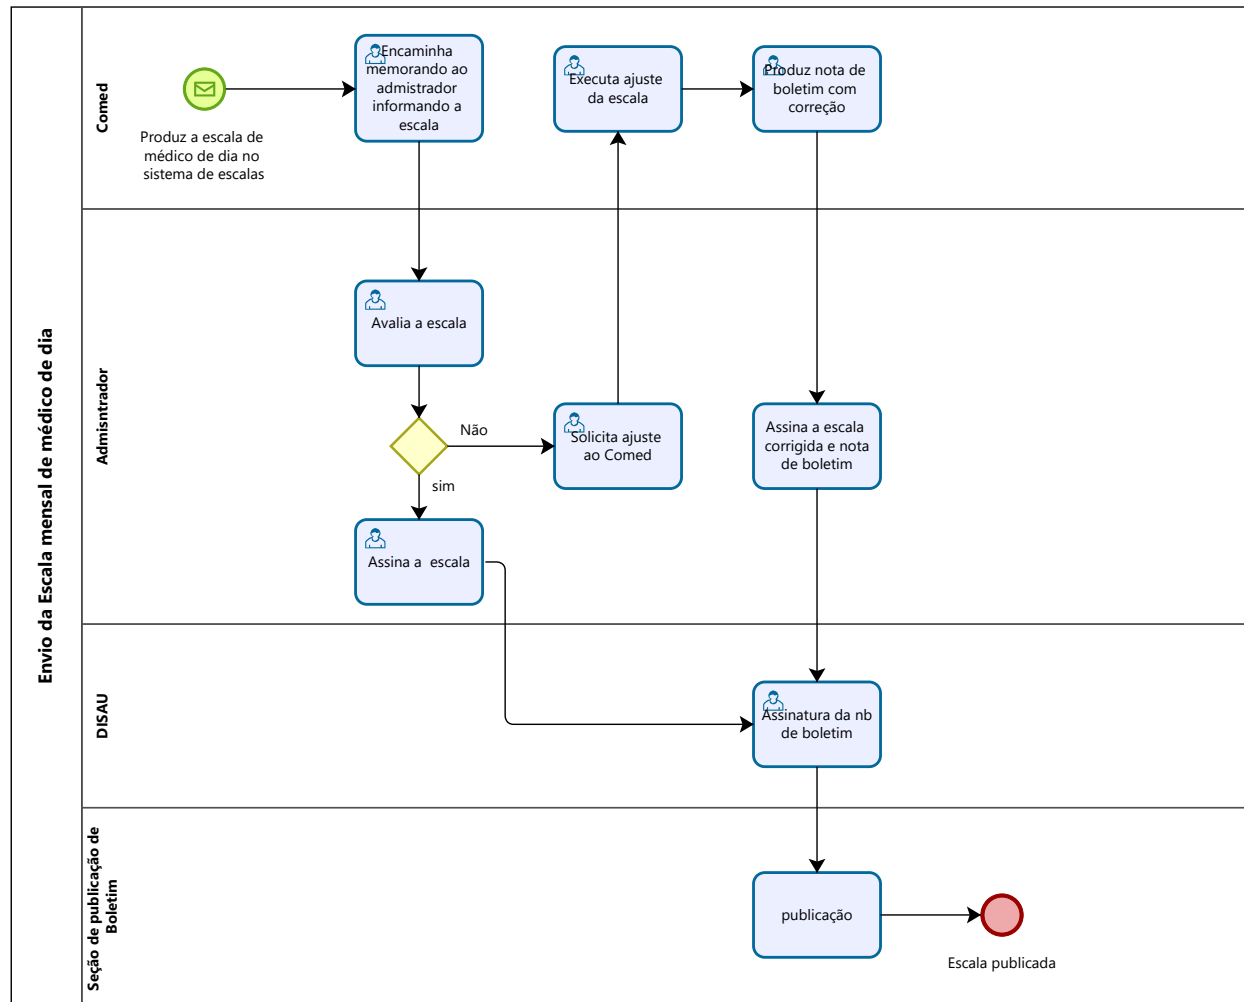 Envio da Escala mensal de médico de dia
Comed
Produz a escala de
médico de dia no
sistema de escalas
Encaminha
memorando ao
admistrador
informando a
escala
Executa ajuste
da escala
Produz nota de
boletim com
correção
Admisntrador
Avalia a escala
Não
sim
Solicita ajuste
ao Comed
Assina a escala
corrigida e nota
de boletim
Assina a  escala
DISAU
Assinatura da nb
de boletim
Seção de publicação de
Boletim
publicação
Escala publicada